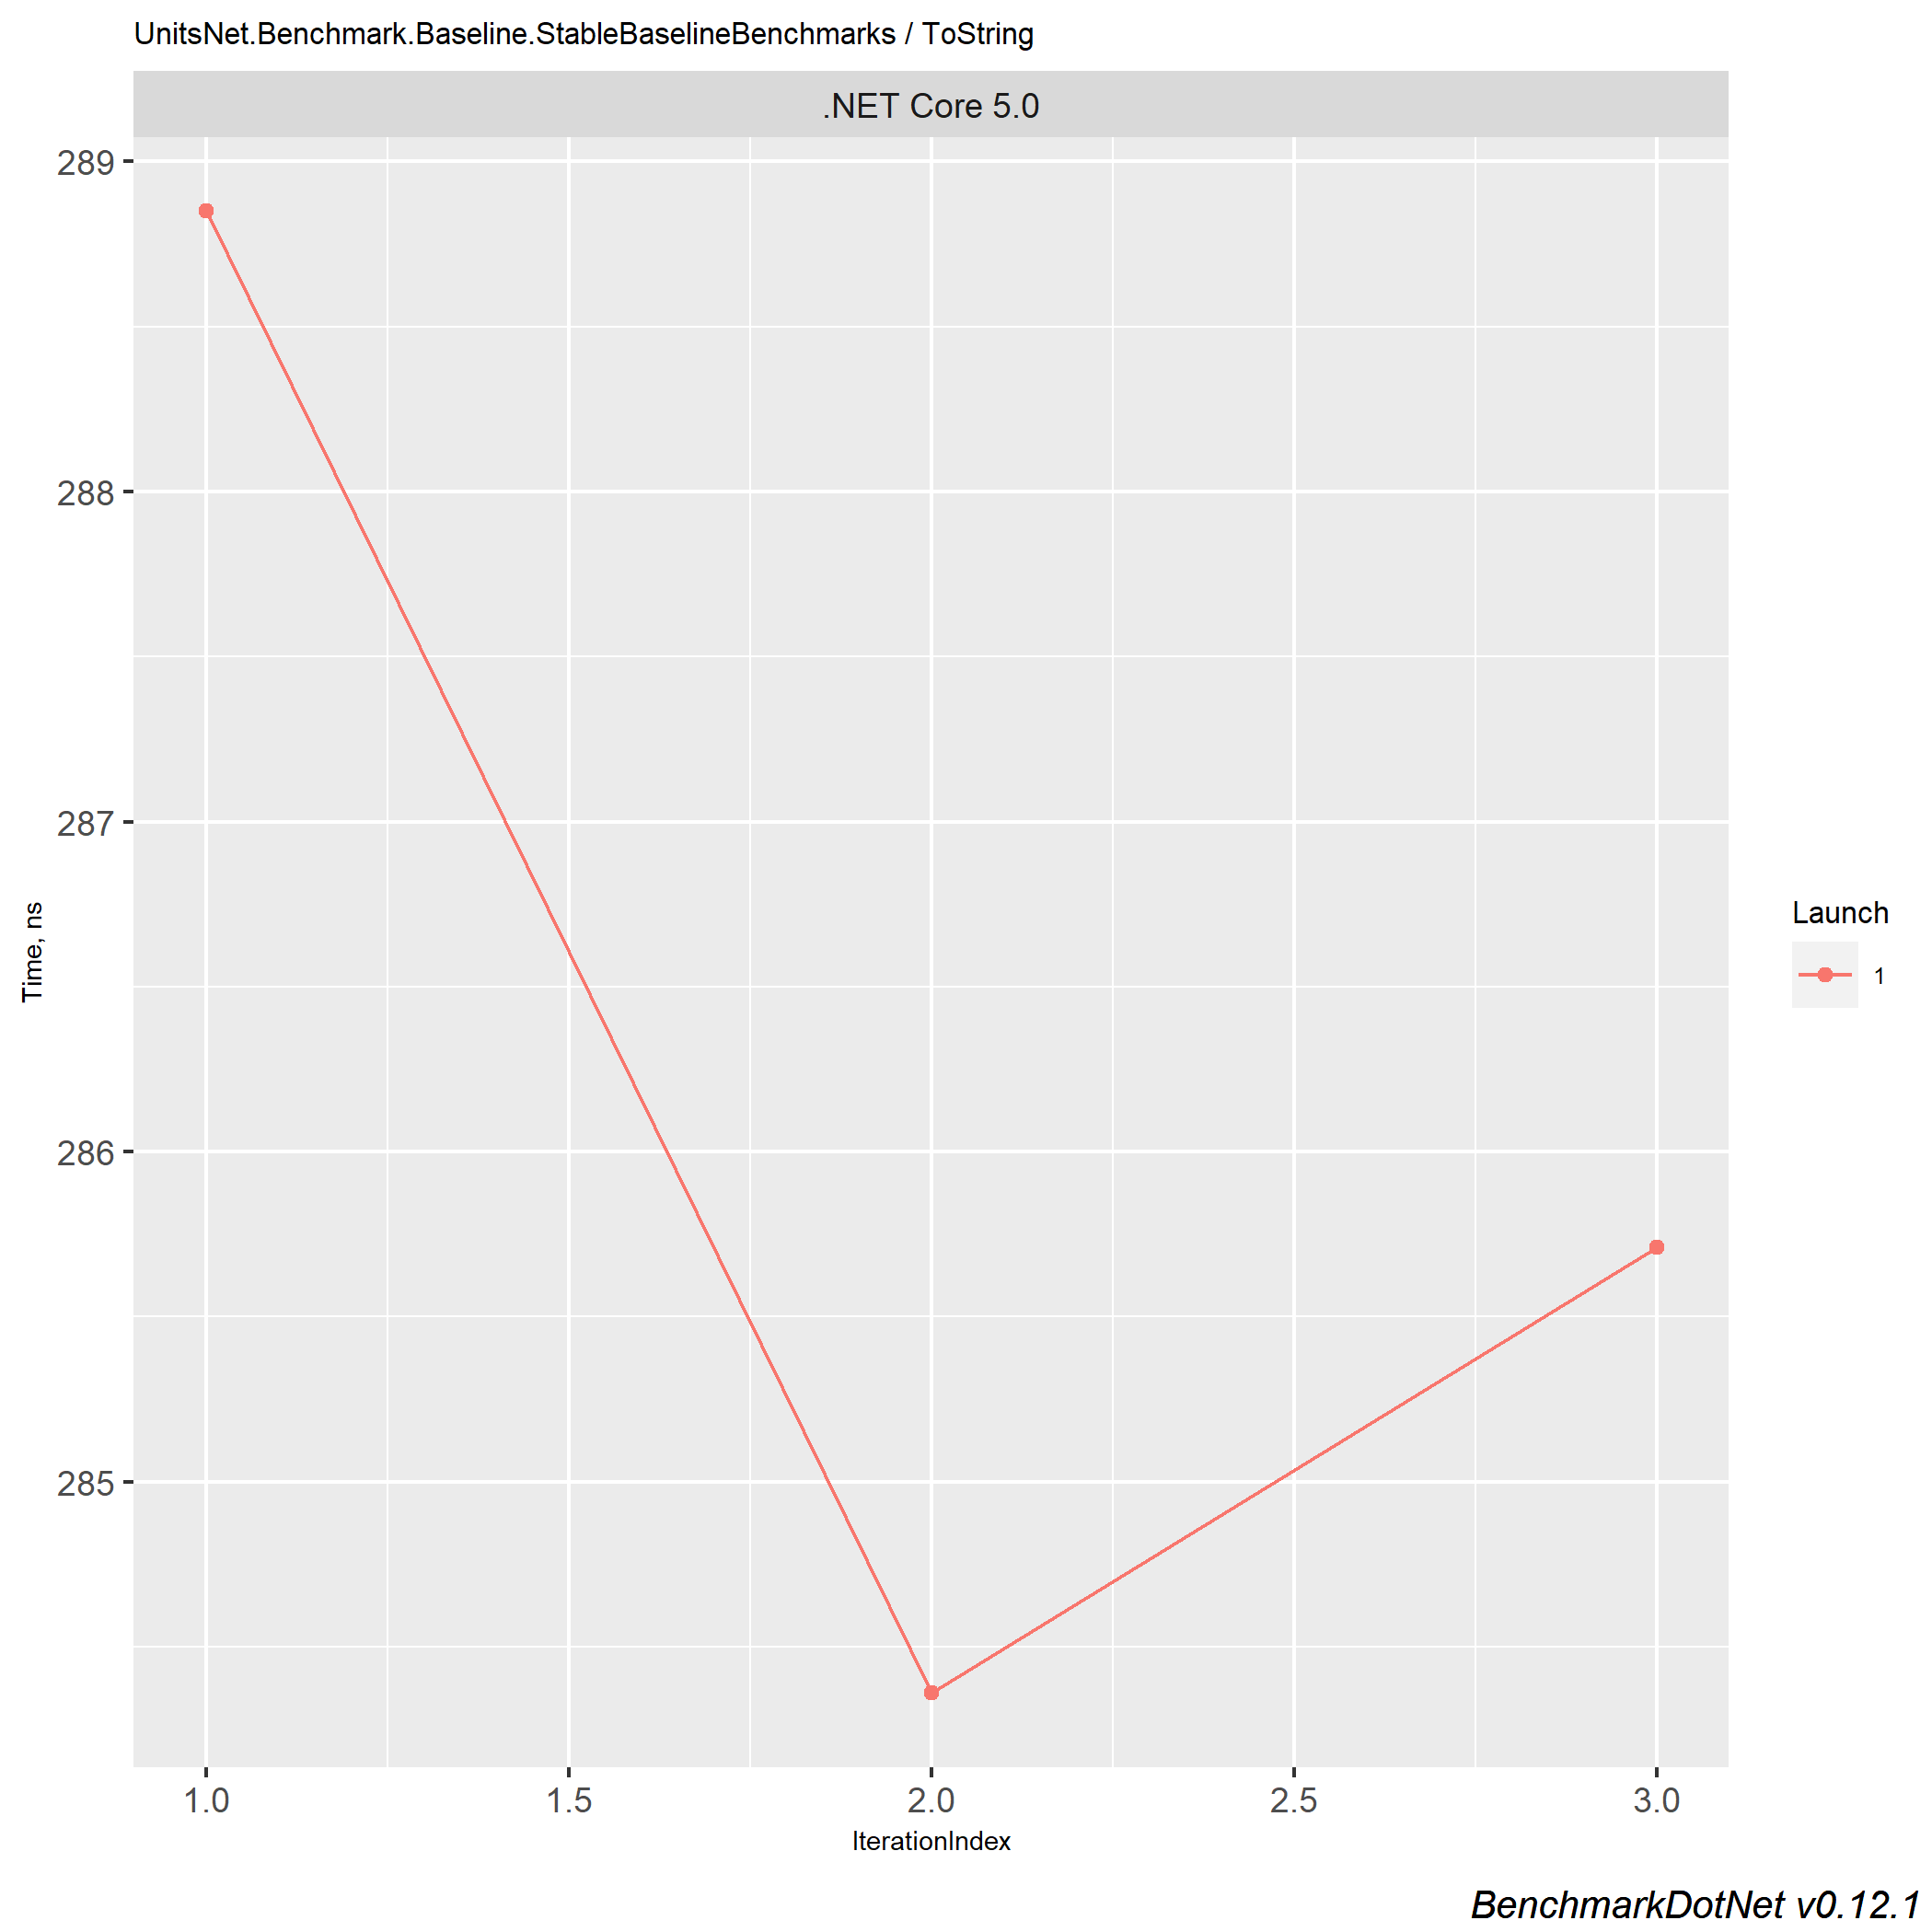 UnitsNet.Benchmark.Baseline.StableBaselineBenchmarks / ToString
.NET Core 5.0
289
288
287
286
285
Time, ns
1.0 1.5 2.0 2.5 3.0
IterationIndex
Launch
1
BenchmarkDotNet v0.12.1